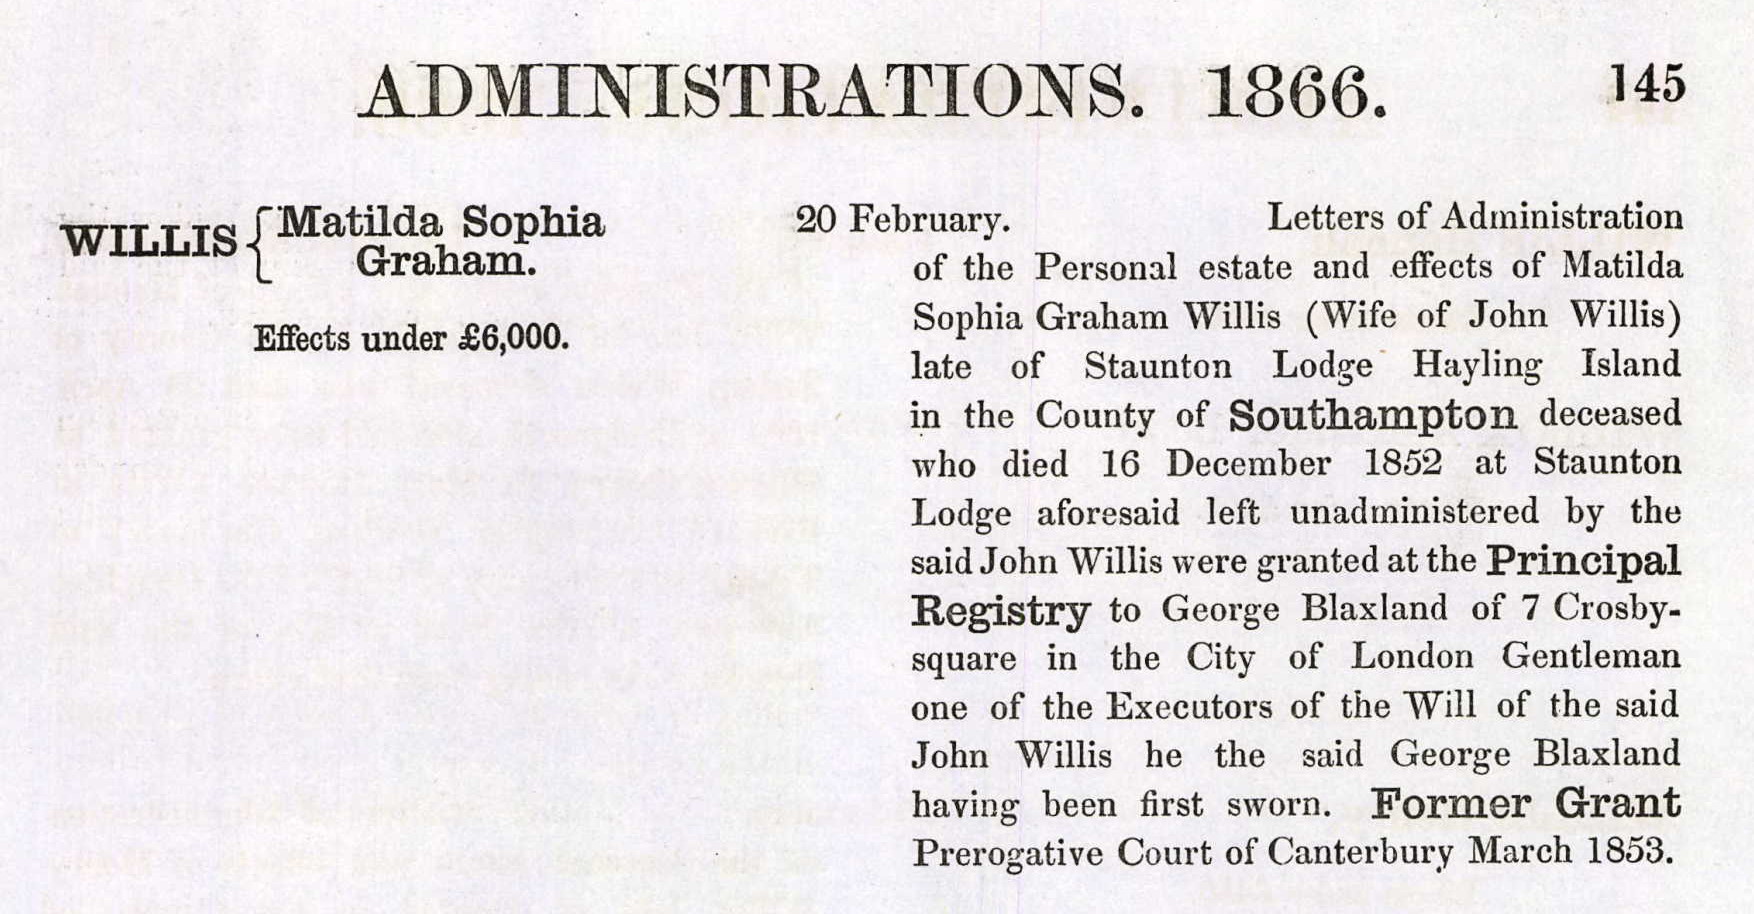 ADMINISTRATIONS. 1866. 145
WILLIS { Matilda Sophia
Graham.
Effects under £6,000.
20 February. Letters of Administration
of the Personal estate and effects of Matilda
Sophia Graham Willis (Wife of John Willis)
late of Staunton Lodge Hayling Island
in the County of Southampton deceased
who died 16 December 1852 at Staunton
Lodge aforesaid left unadministered by the
said John Willis were granted at the Principal
Registry to George Blaxland of 7 Crosby-
square in the City of London Gentleman
one of the Executors of the Will of the said
John Willis he the said George Blaxland
having been first sworn. Former Grant
Prerogative Court of Canterbury March 1853.